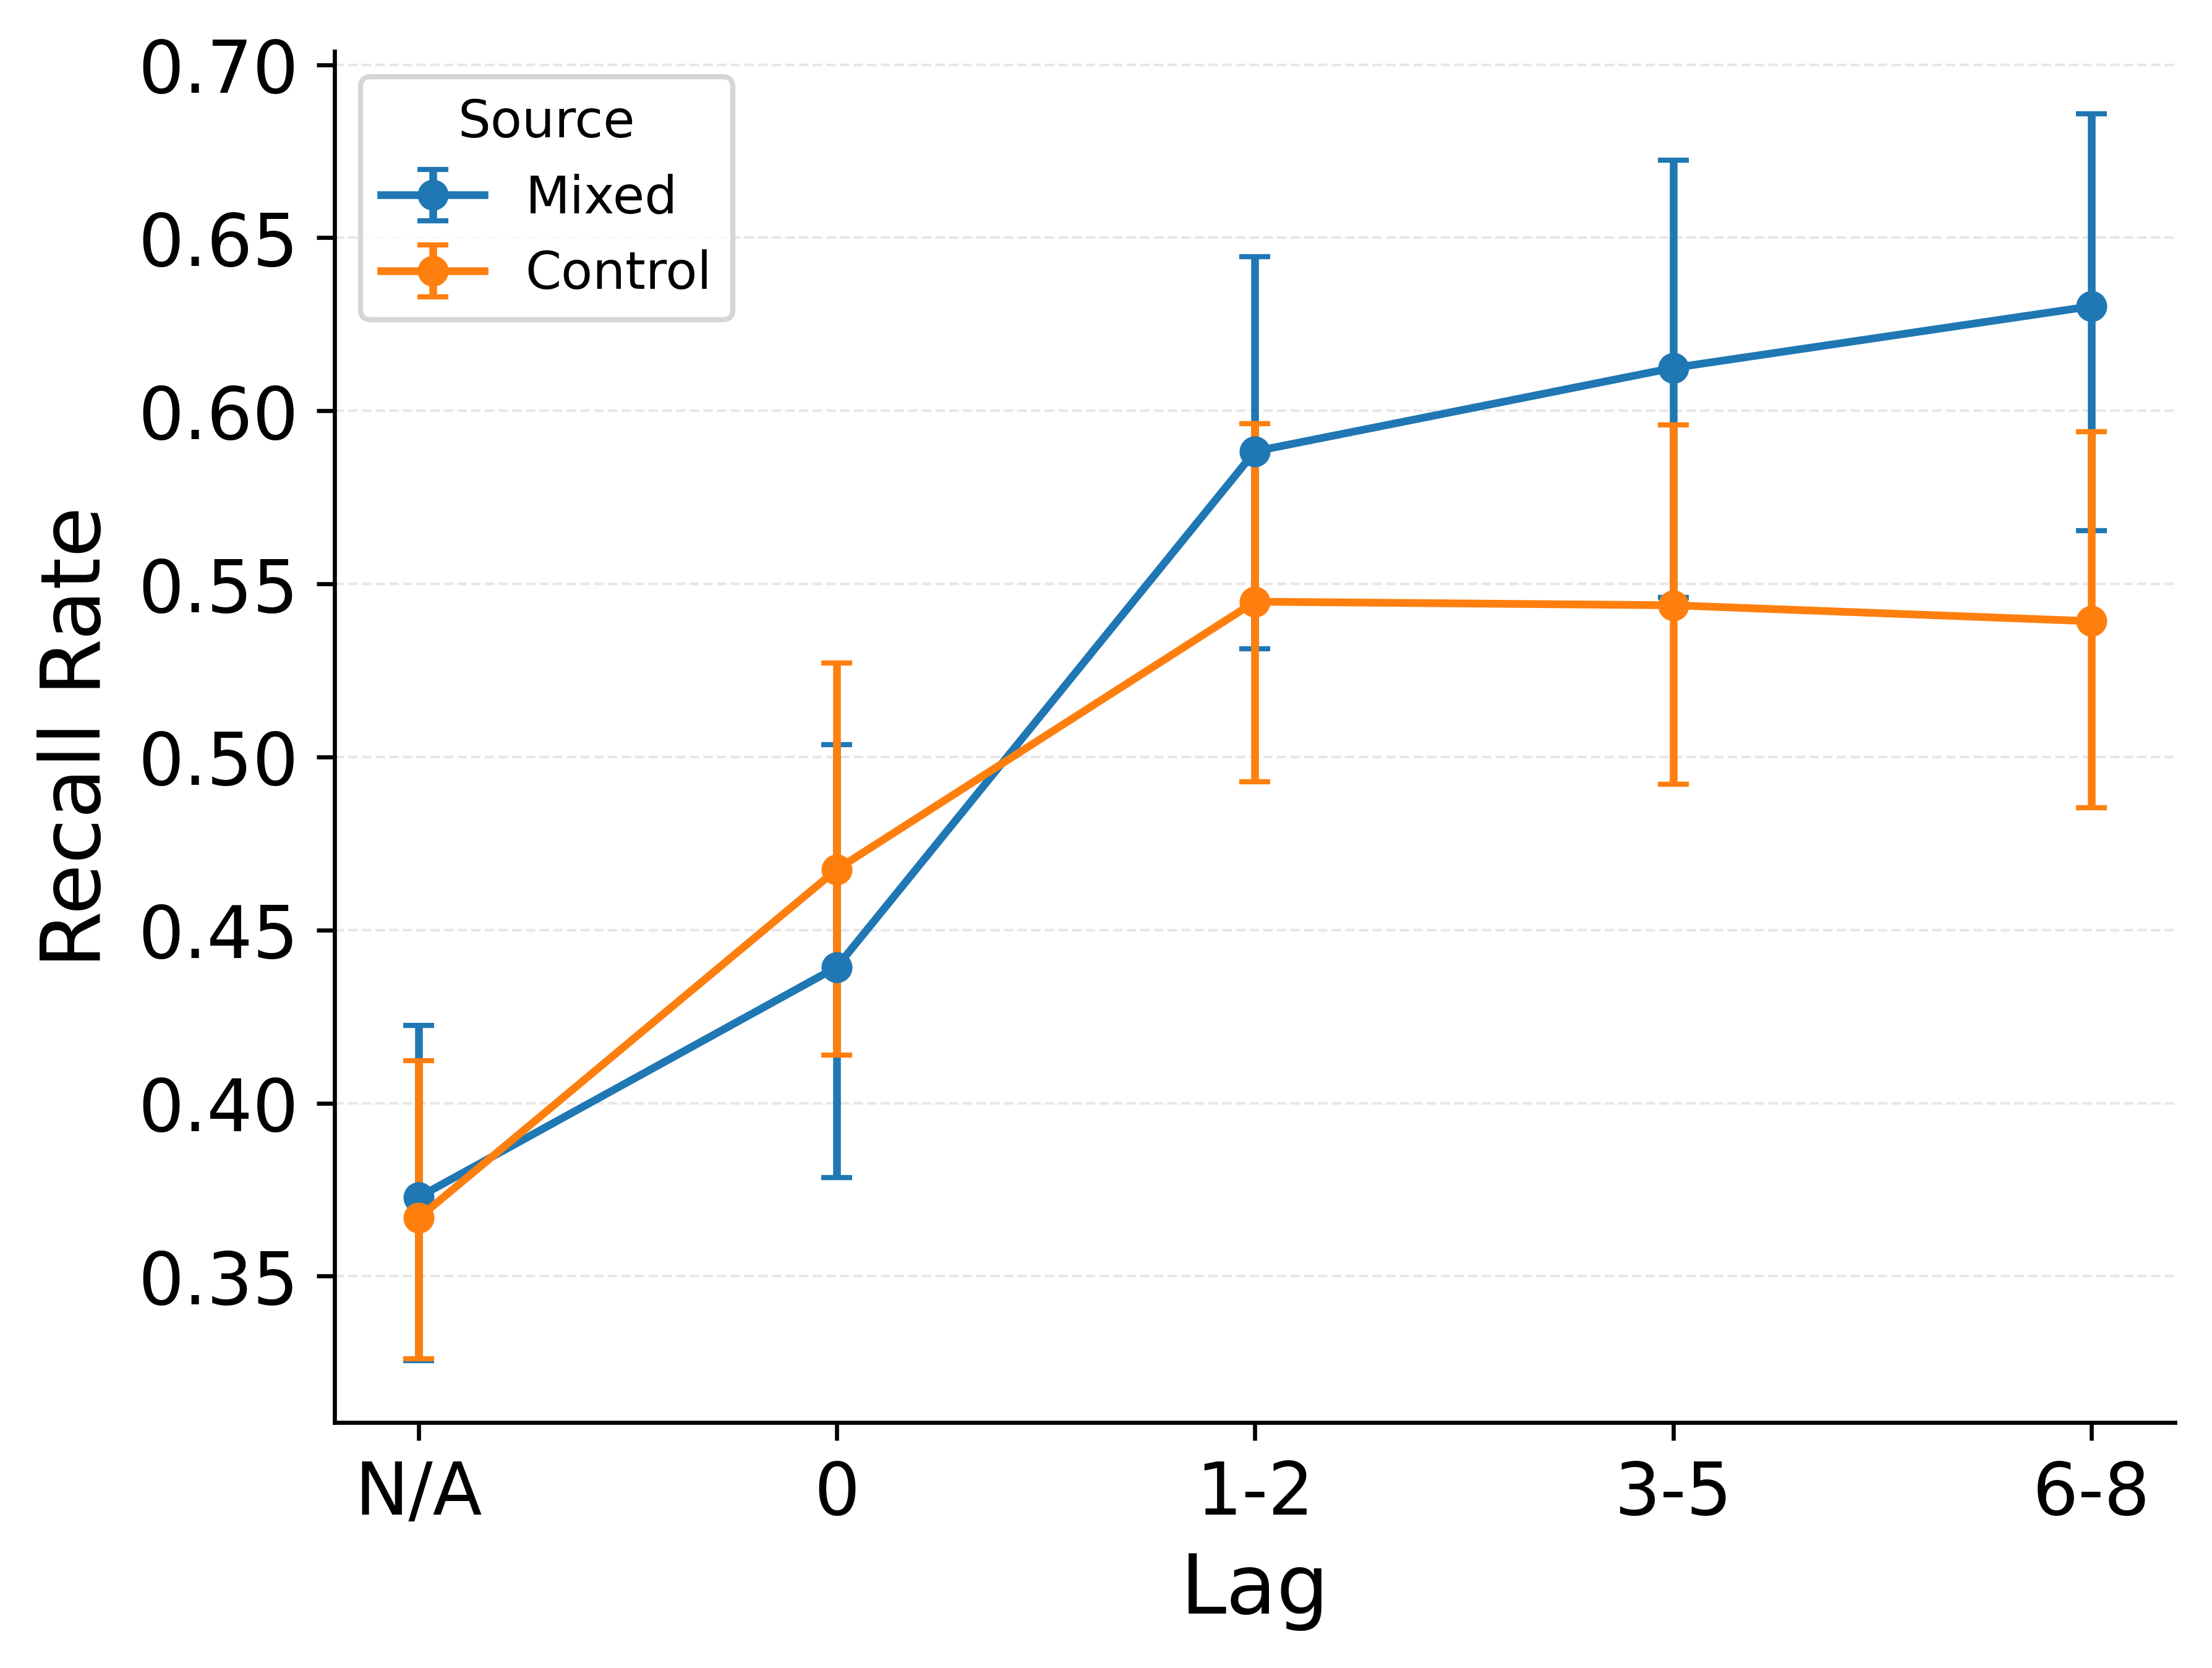 Recall Rate
0.70
0.65
0.60
0.55
0.50
0.45
0.40
0.35
Source
Mixed
Control
N/A 0 1-2 3-5 6-8
Lag